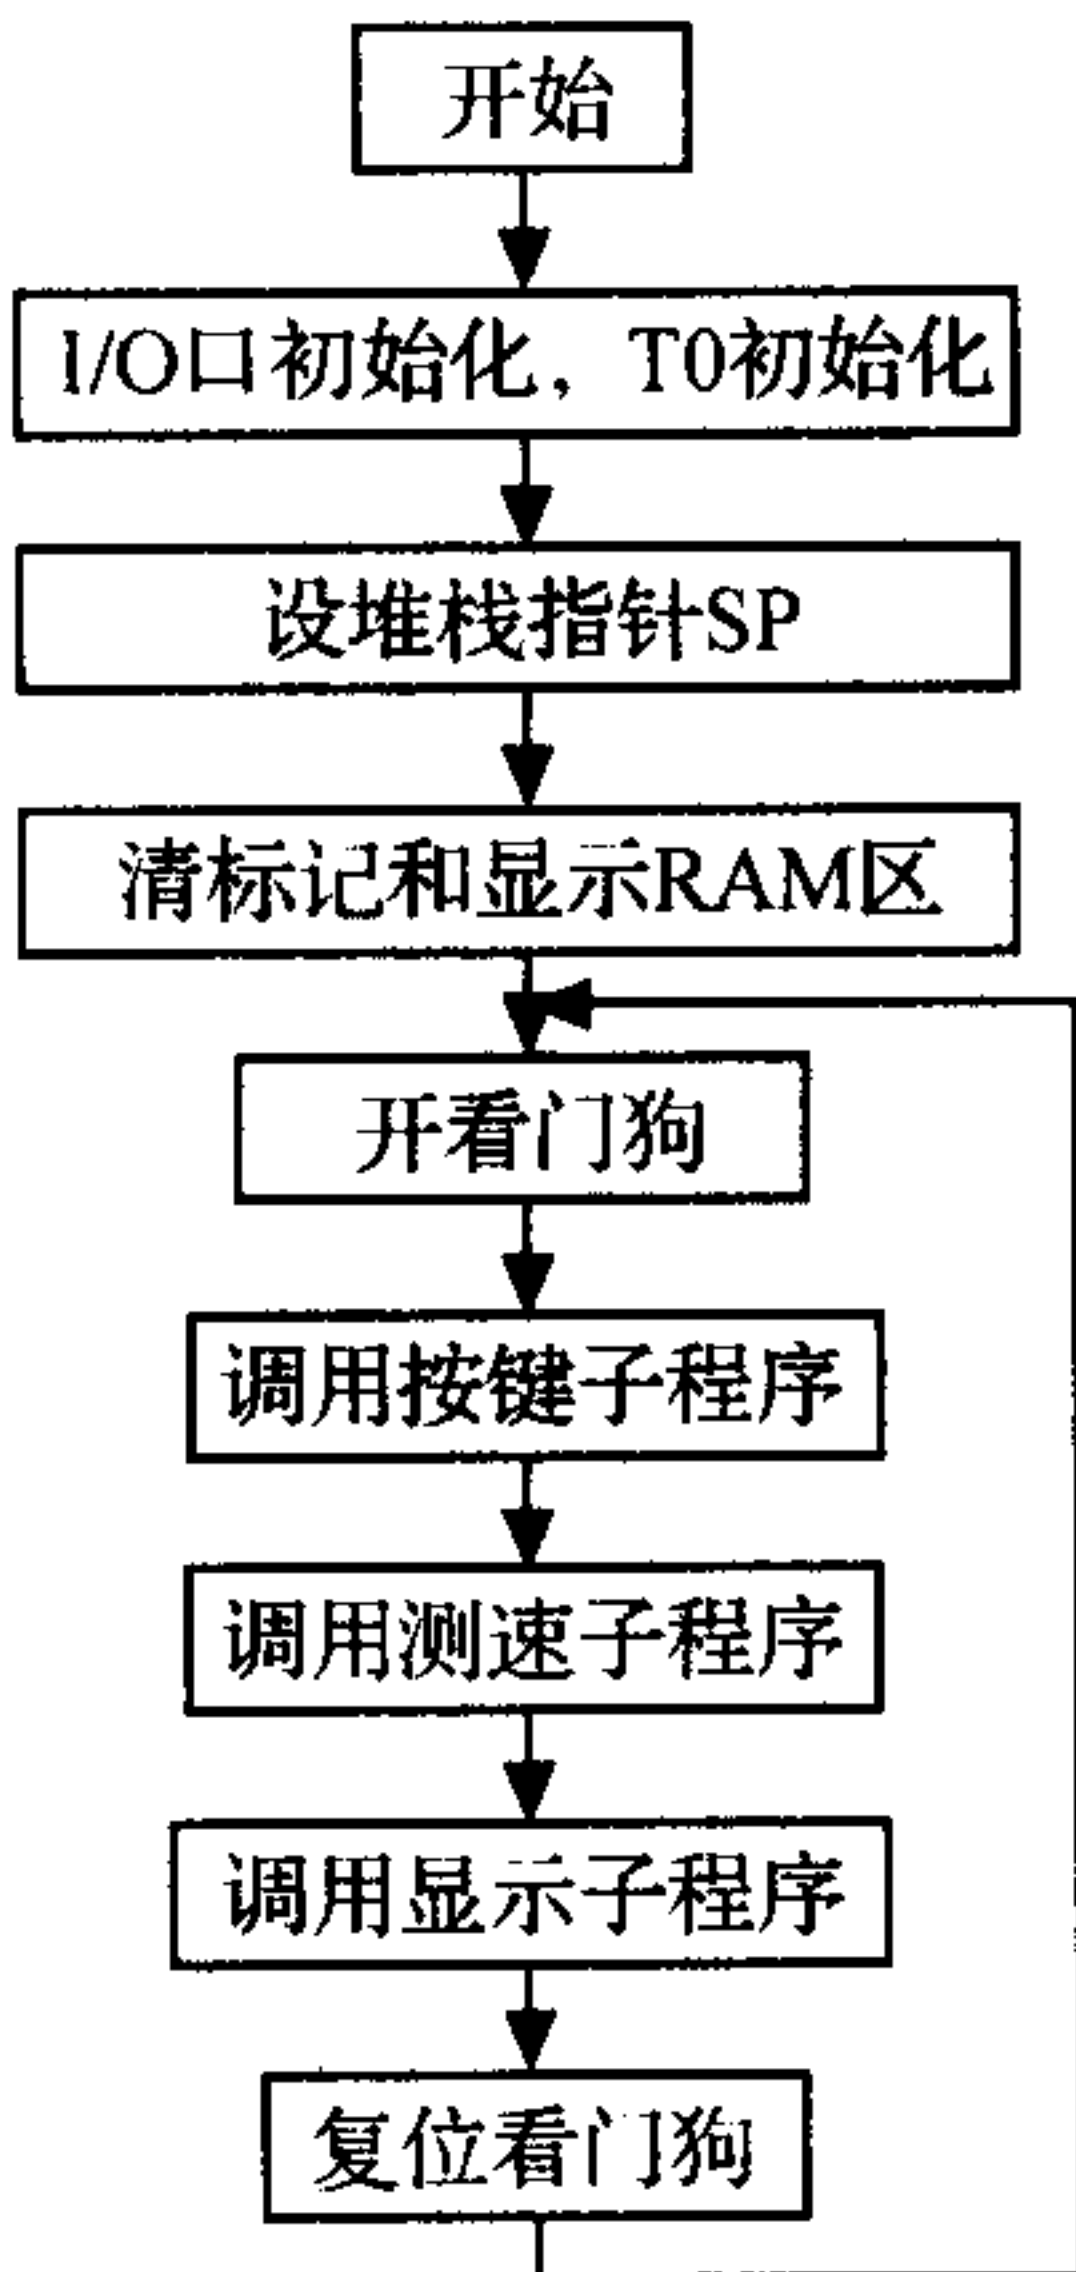 开始
I/O口初始化，T0初始化
设堆栈指针SP
清标记和显示RAM区
开看门狗
调用按键子程序
调用测速子程序
调用显示子程序
复位看门狗